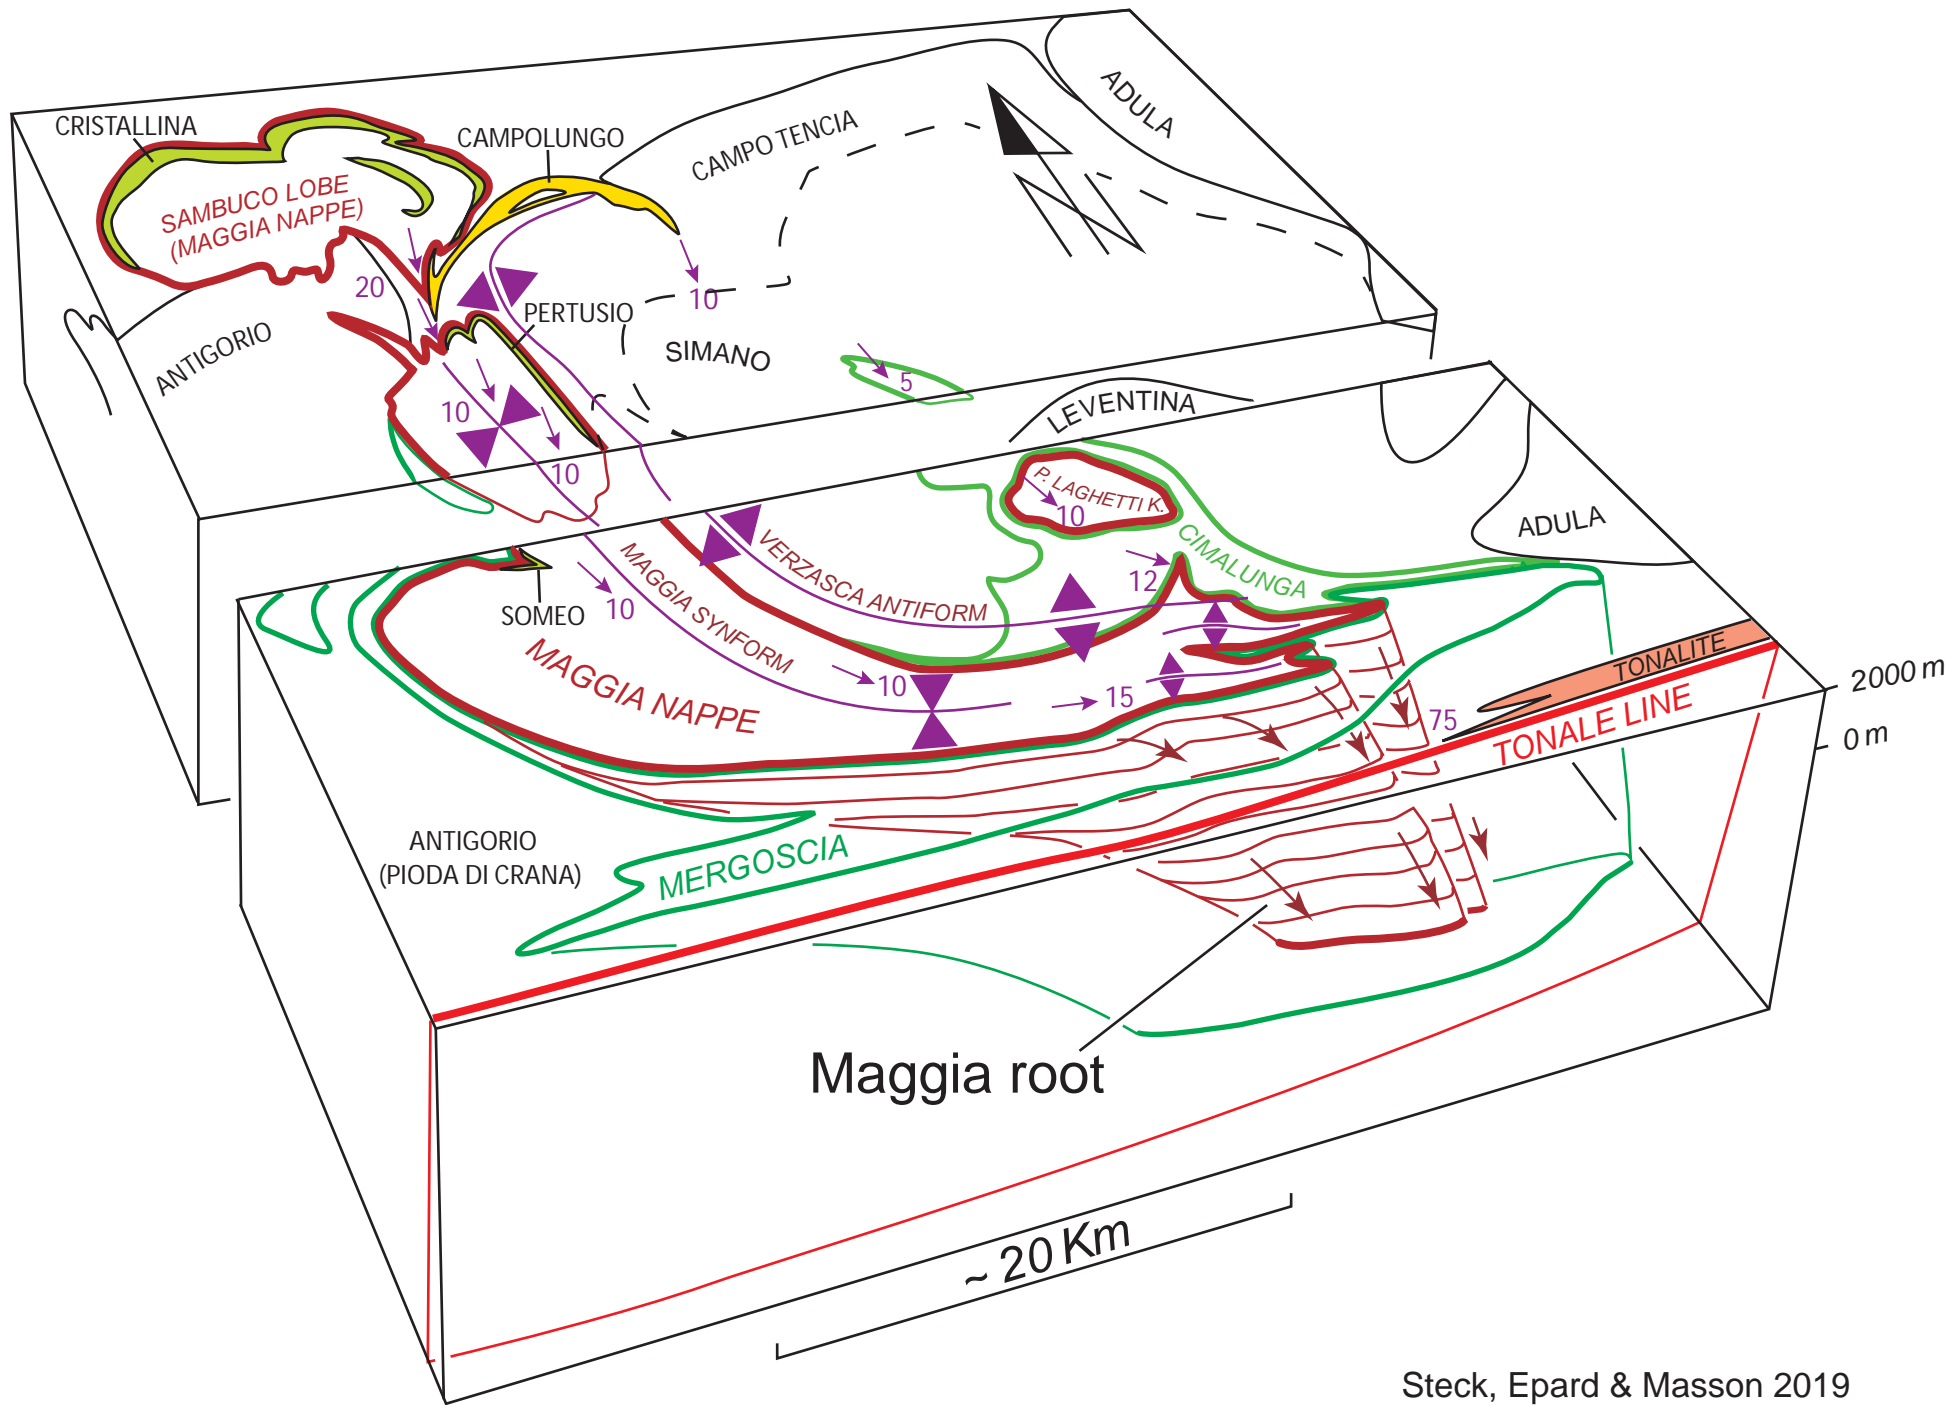 ADULA
CRISTALLINA
CAMPOLUNGO
CAMPO TENCIA
SAMBUCO LOBE
(MAGGIA NAPPE)
20
10
PERTUSIO
ANTIGORIO
SIMANO
5
10
10
LEVENTINA
P. LAGHETTI K.
10
ADULA
CIMALUNGA
VERZASCA ANTIFORM
MAGGIA SYNFORM
12
SOMEO
10
MAGGIA NAPPE
10
15
TONALITE
75
TONALE LINE
2000 m
0 m
ANTIGORIO
(PIODA DI CRANA)
MERGOSCIA
Maggia root
~ 20 Km
Steck, Epard & Masson 2019